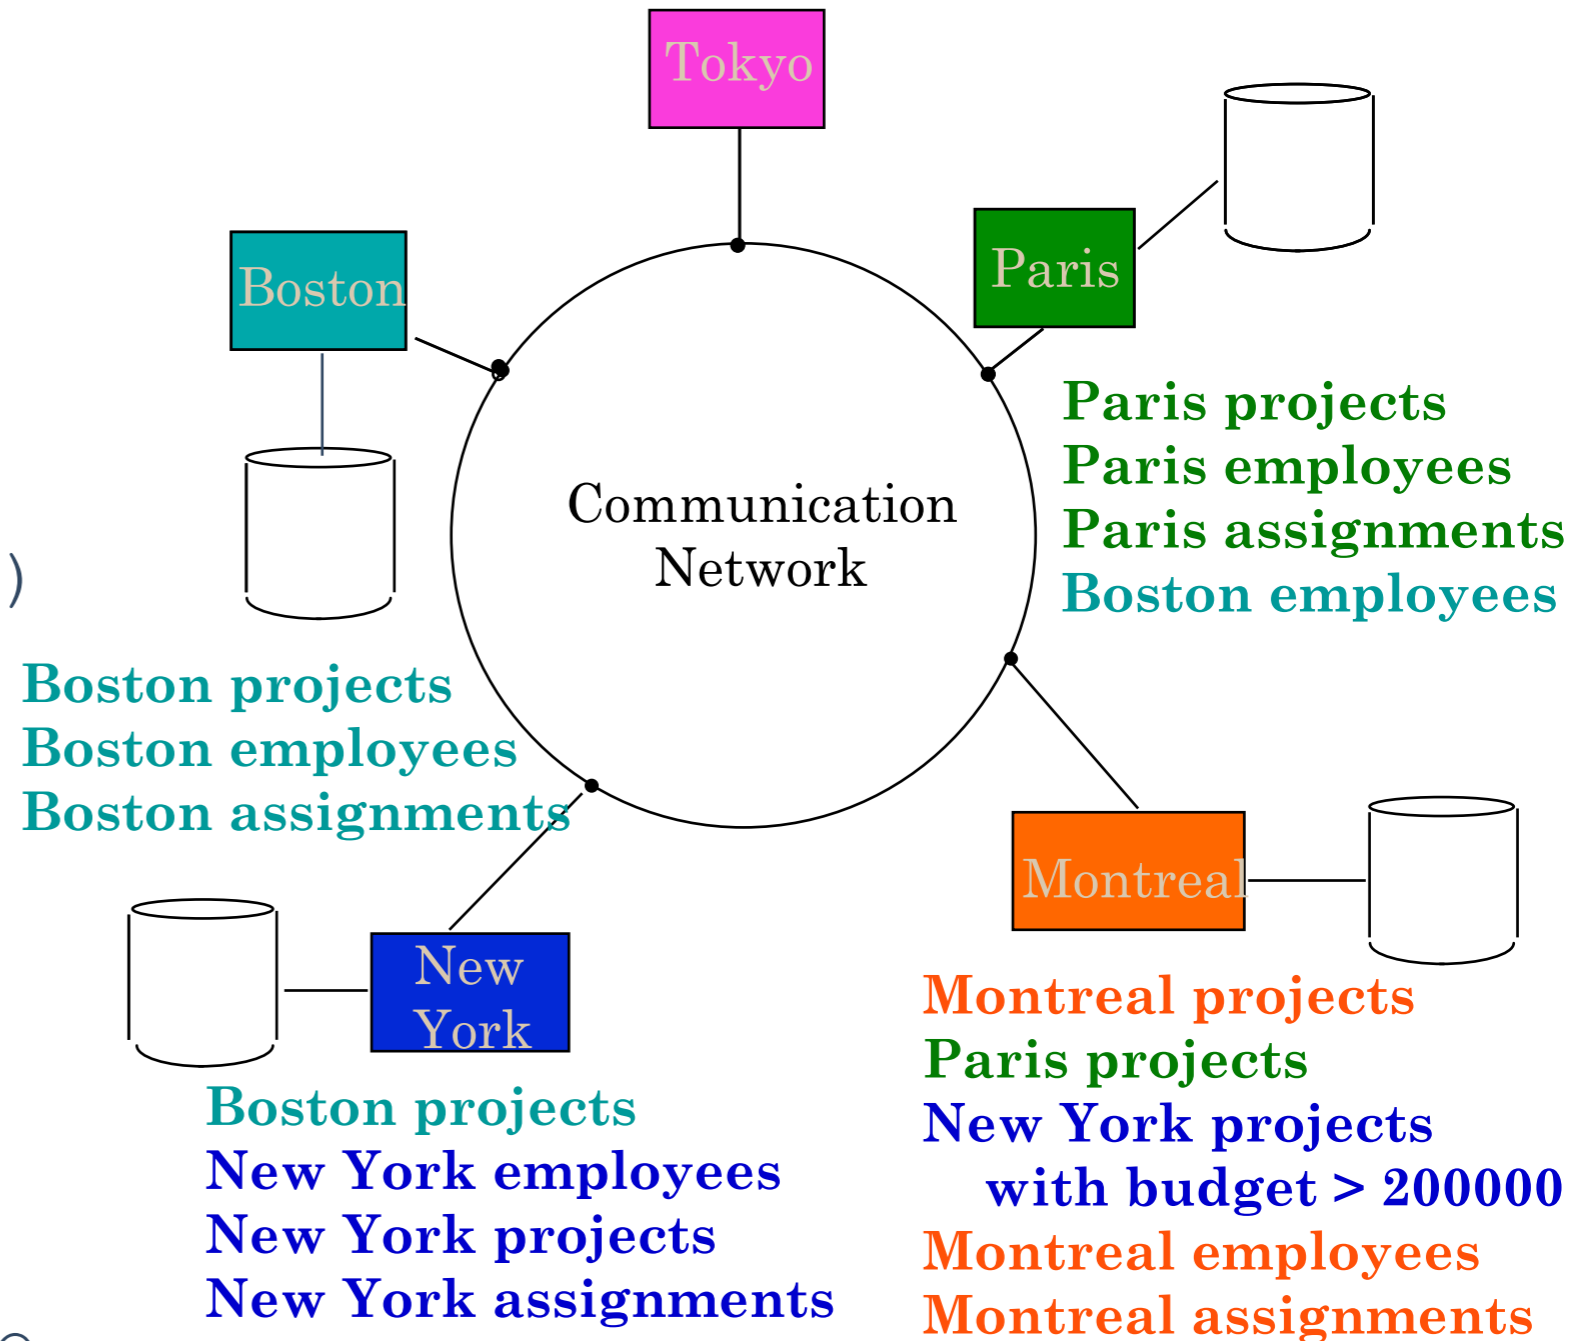 Tokyo
Boston
Paris
Communication
Network
Paris projects
Paris employees
Paris assignments
Boston employees
)
Boston projects
Boston employees
Boston assignments
New
York
Boston projects
New York employees
New York projects
New York assignments
Montreal
Montreal projects
Paris projects
New York projects
with budget > 200000
Montreal employees
Montreal assignments